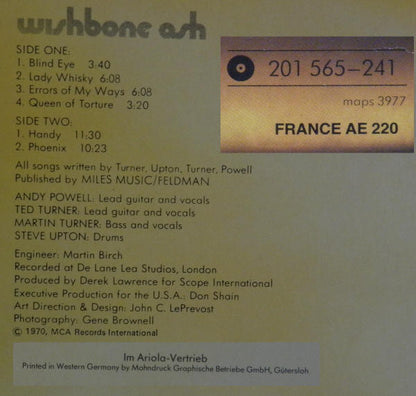 wishbone ash
SIDE ONE:
1. Blind Eye 3:40
2. Lady Whisky 6:08
3. Errors of My Ways 6:08
4. Queen of Torture 3:20
SIDE TWO:
1. Handy 11:30
2. Phoenix 10:23
All songs written by Turner, Upton, Turner, Powell
Published by MILES MUSIC/FELDMAN
ANDY POWELL: Lead guitar and vocals
TED TURNER: Lead guitar and vocals
MARTIN TURNER: Bass and vocals
STEVE UPTON: Drums
Engineer: Martin Birch
Recorded at De Lane Lea Studios, London
Produced by Derek Lawrence for Scope International
Executive Production for the U.S.A.: Don Shain
Art Direction & Design: John C. LePrevost
Photography: Gene Brownell
© 1970, MCA Records International
Im Ariola-Vertrieb
Printed in Western Germany by Mohndruck Graphische Betriebe GmbH, Gütersloh
201 565–241
maps 3977
FRANCE AE 220